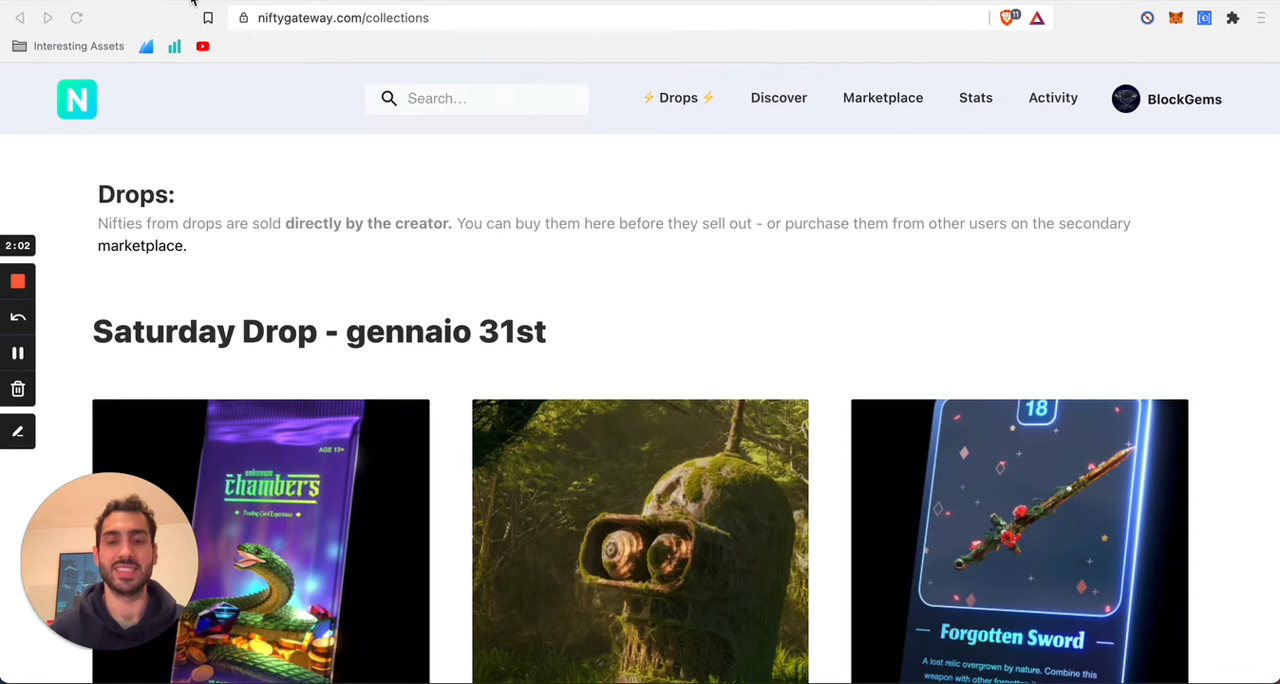 niftygateway.com/collections
11
Interesting Assets
N
Search...
⚡ Drops ⚡
Discover
Marketplace
Stats
Activity
BlockGems
Drops:
Nifties from drops are sold directly by the creator. You can buy them here before they sell out - or purchase them from other users on the secondary
marketplace.
2:02
Saturday Drop - gennaio 31st
AGE 13+
unknown
chambers
Trading Card Experience
18
Forgotten Sword
A lost relic overgrown by nature. Combine this
weapon with other forgotten